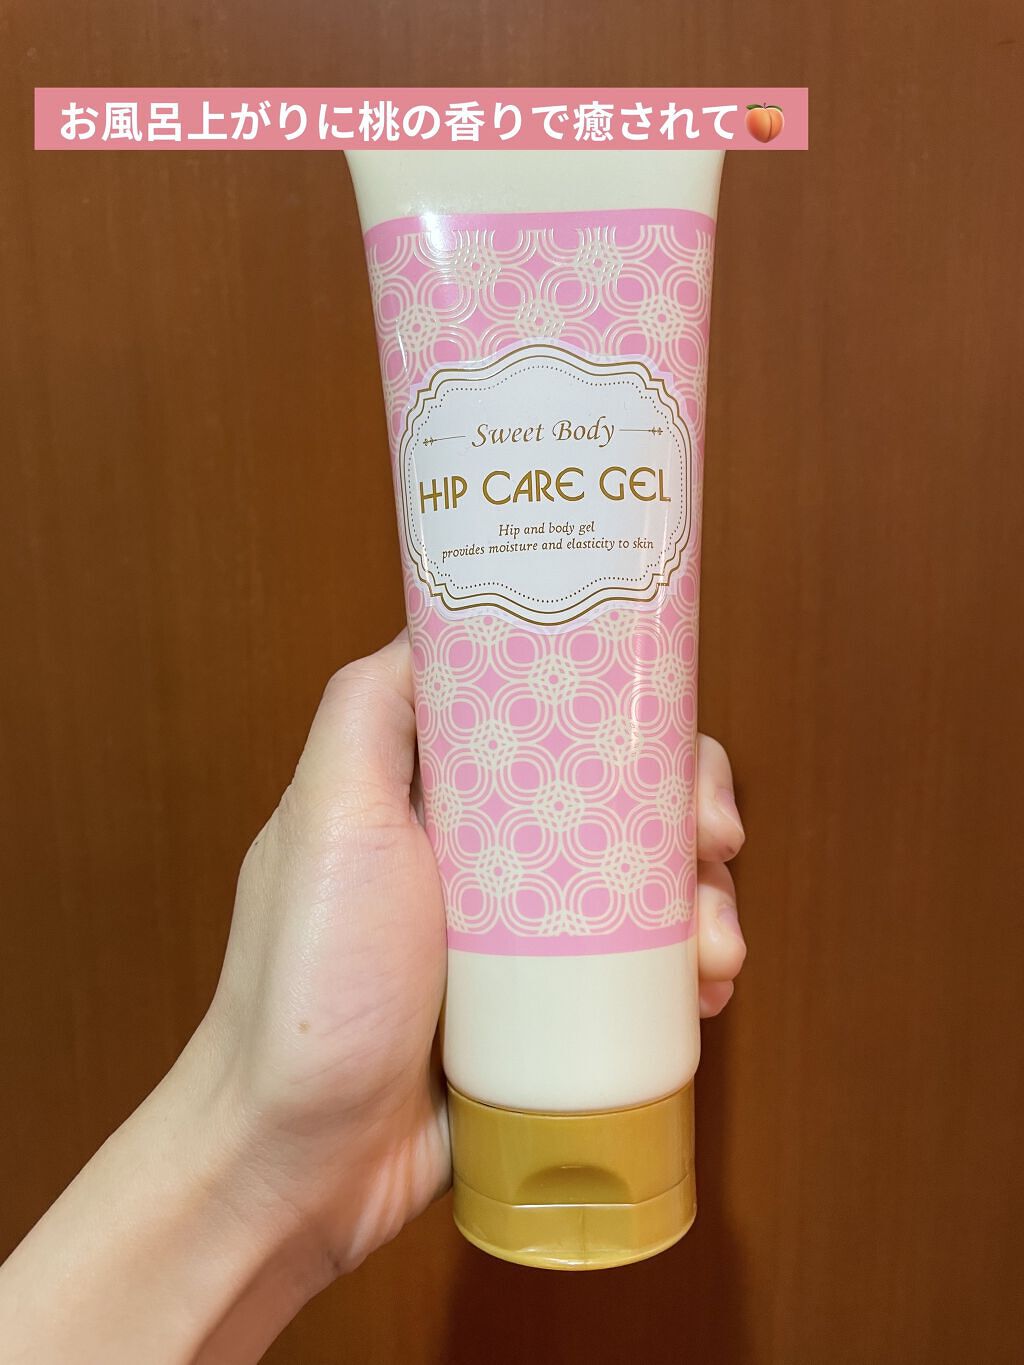 お風呂上がりに桃の香りで癒されて🍑
Sweet Body
HIP CARE GEL
Hip and body gel
provides moisture and elasticity to skin